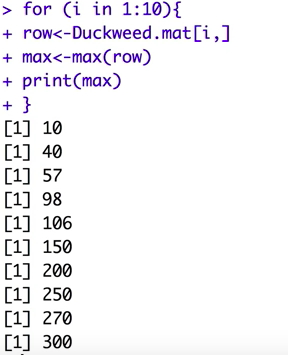 > for (i in 1:10){
+ row<-Duckweed.mat[i,]
+ max<-max(row)
+ print(max)
+ }
[1] 10
[1] 40
[1] 57
[1] 98
[1] 106
[1] 150
[1] 200
[1] 250
[1] 270
[1] 300